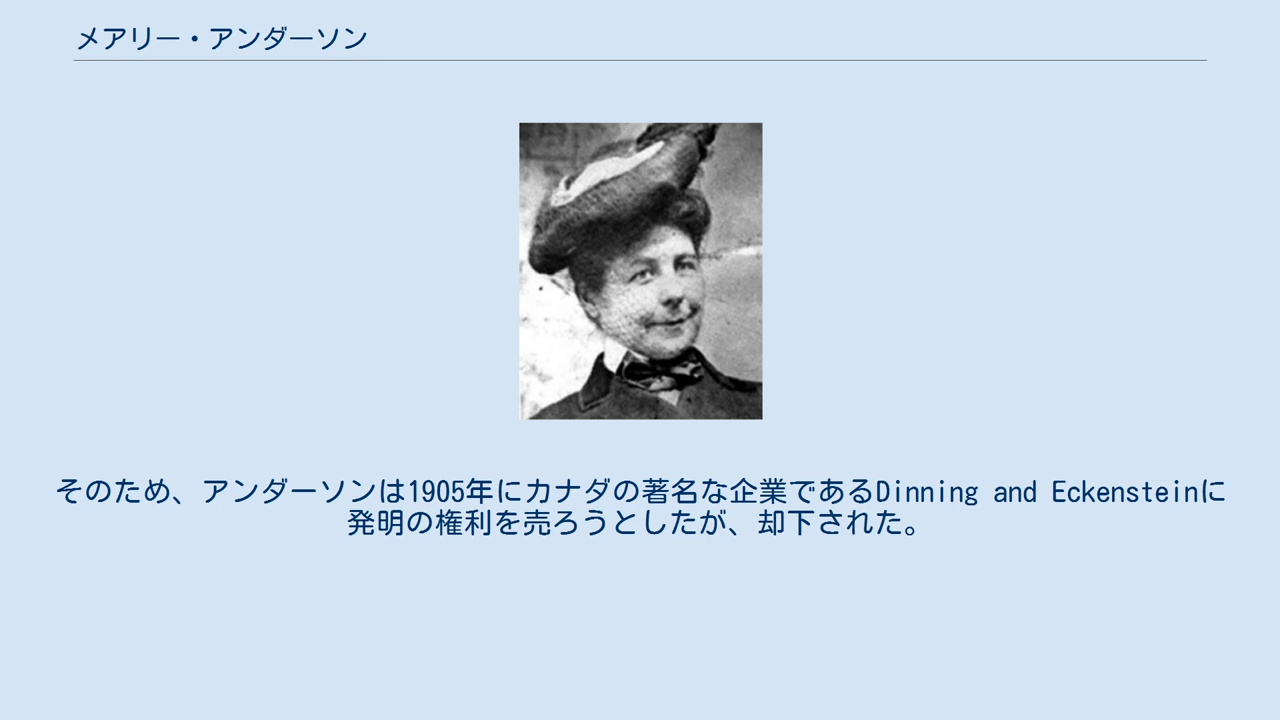 メアリー・アンダーソン
そのため、アンダーソンは1905年にカナダの著名な企業であるDinning and Eckensteinに
発明の権利を売ろうとしたが、却下された。